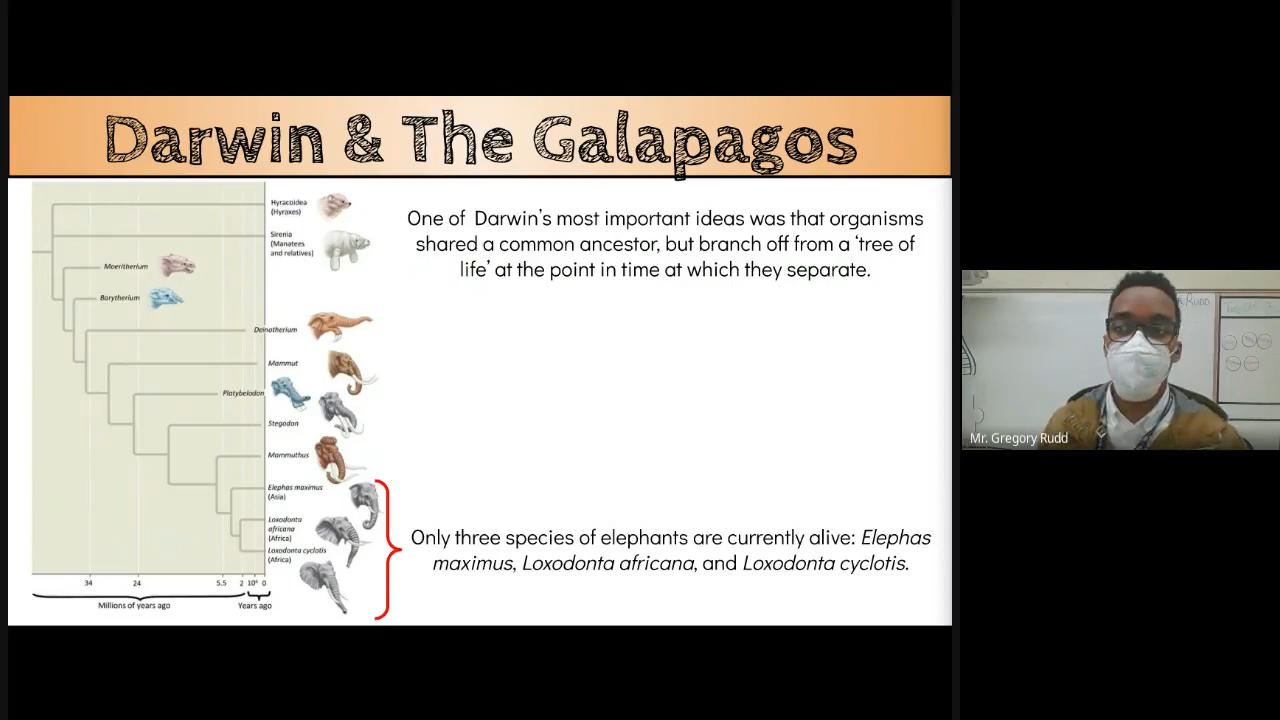 Darwin & The Galapagos
Hyracoidea
(Hyraxes)
Sirenia
(Manatees
and relatives)
Moeritherium
Barytherium
Deinotherium
Mammut
Platybelodon
Stegodon
Mammuthus
Elephas maximus
(Asia)
Loxodonta
africana
(Africa)
Loxodonta cyclotis
(Africa)
34 24 5.5 2 10⁴ 0
Millions of years ago Years ago
One of Darwin's most important ideas was that organisms
shared a common ancestor, but branch off from a 'tree of
life' at the point in time at which they separate.
Only three species of elephants are currently alive: Elephas
maximus, Loxodonta africana, and Loxodonta cyclotis.
RUDD
Mr. Gregory Rudd